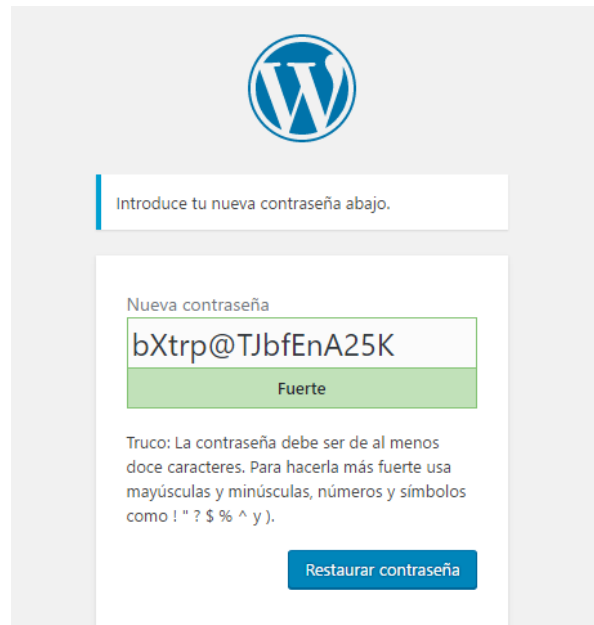 Introduce tu nueva contraseña abajo.
Nueva contraseña
bXtrp@TJbfEnA25K
Fuerte
Truco: La contraseña debe ser de al menos
doce caracteres. Para hacerla más fuerte usa
mayúsculas y minúsculas, números y símbolos
como ! " ? $ % ^ y ).
Restaurar contraseña